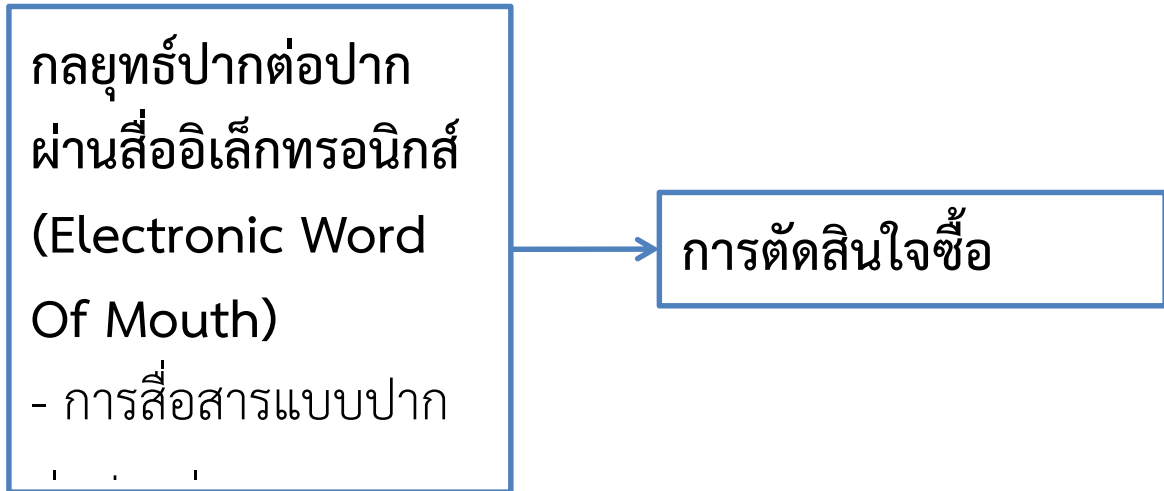 กลยุทธ์ปากต่อปาก
ผ่านสื่ออิเล็กทรอนิกส์
(Electronic Word
Of Mouth)
- การสื่อสารแบบปาก
การตัดสินใจซื้อ